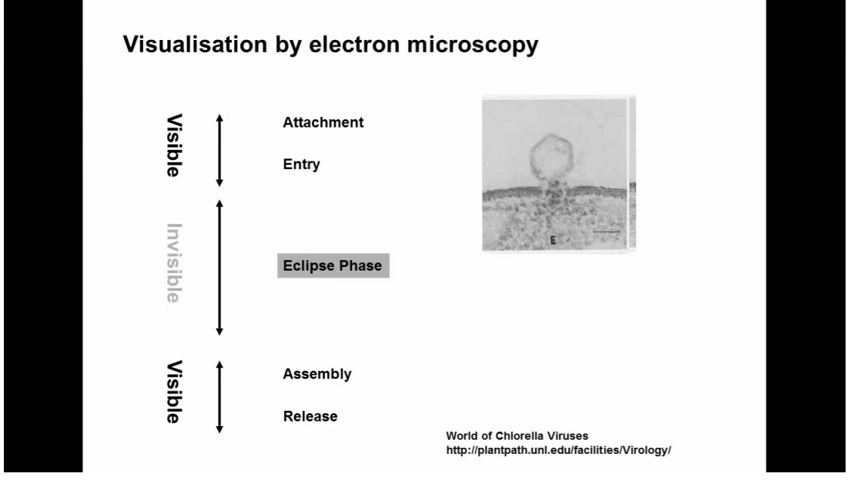 Visualisation by electron microscopy
Visible
Attachment
Entry
Invisible
Eclipse Phase
Visible
Assembly
Release
E
World of Chlorella Viruses
http://plantpath.unl.edu/facilities/Virology/